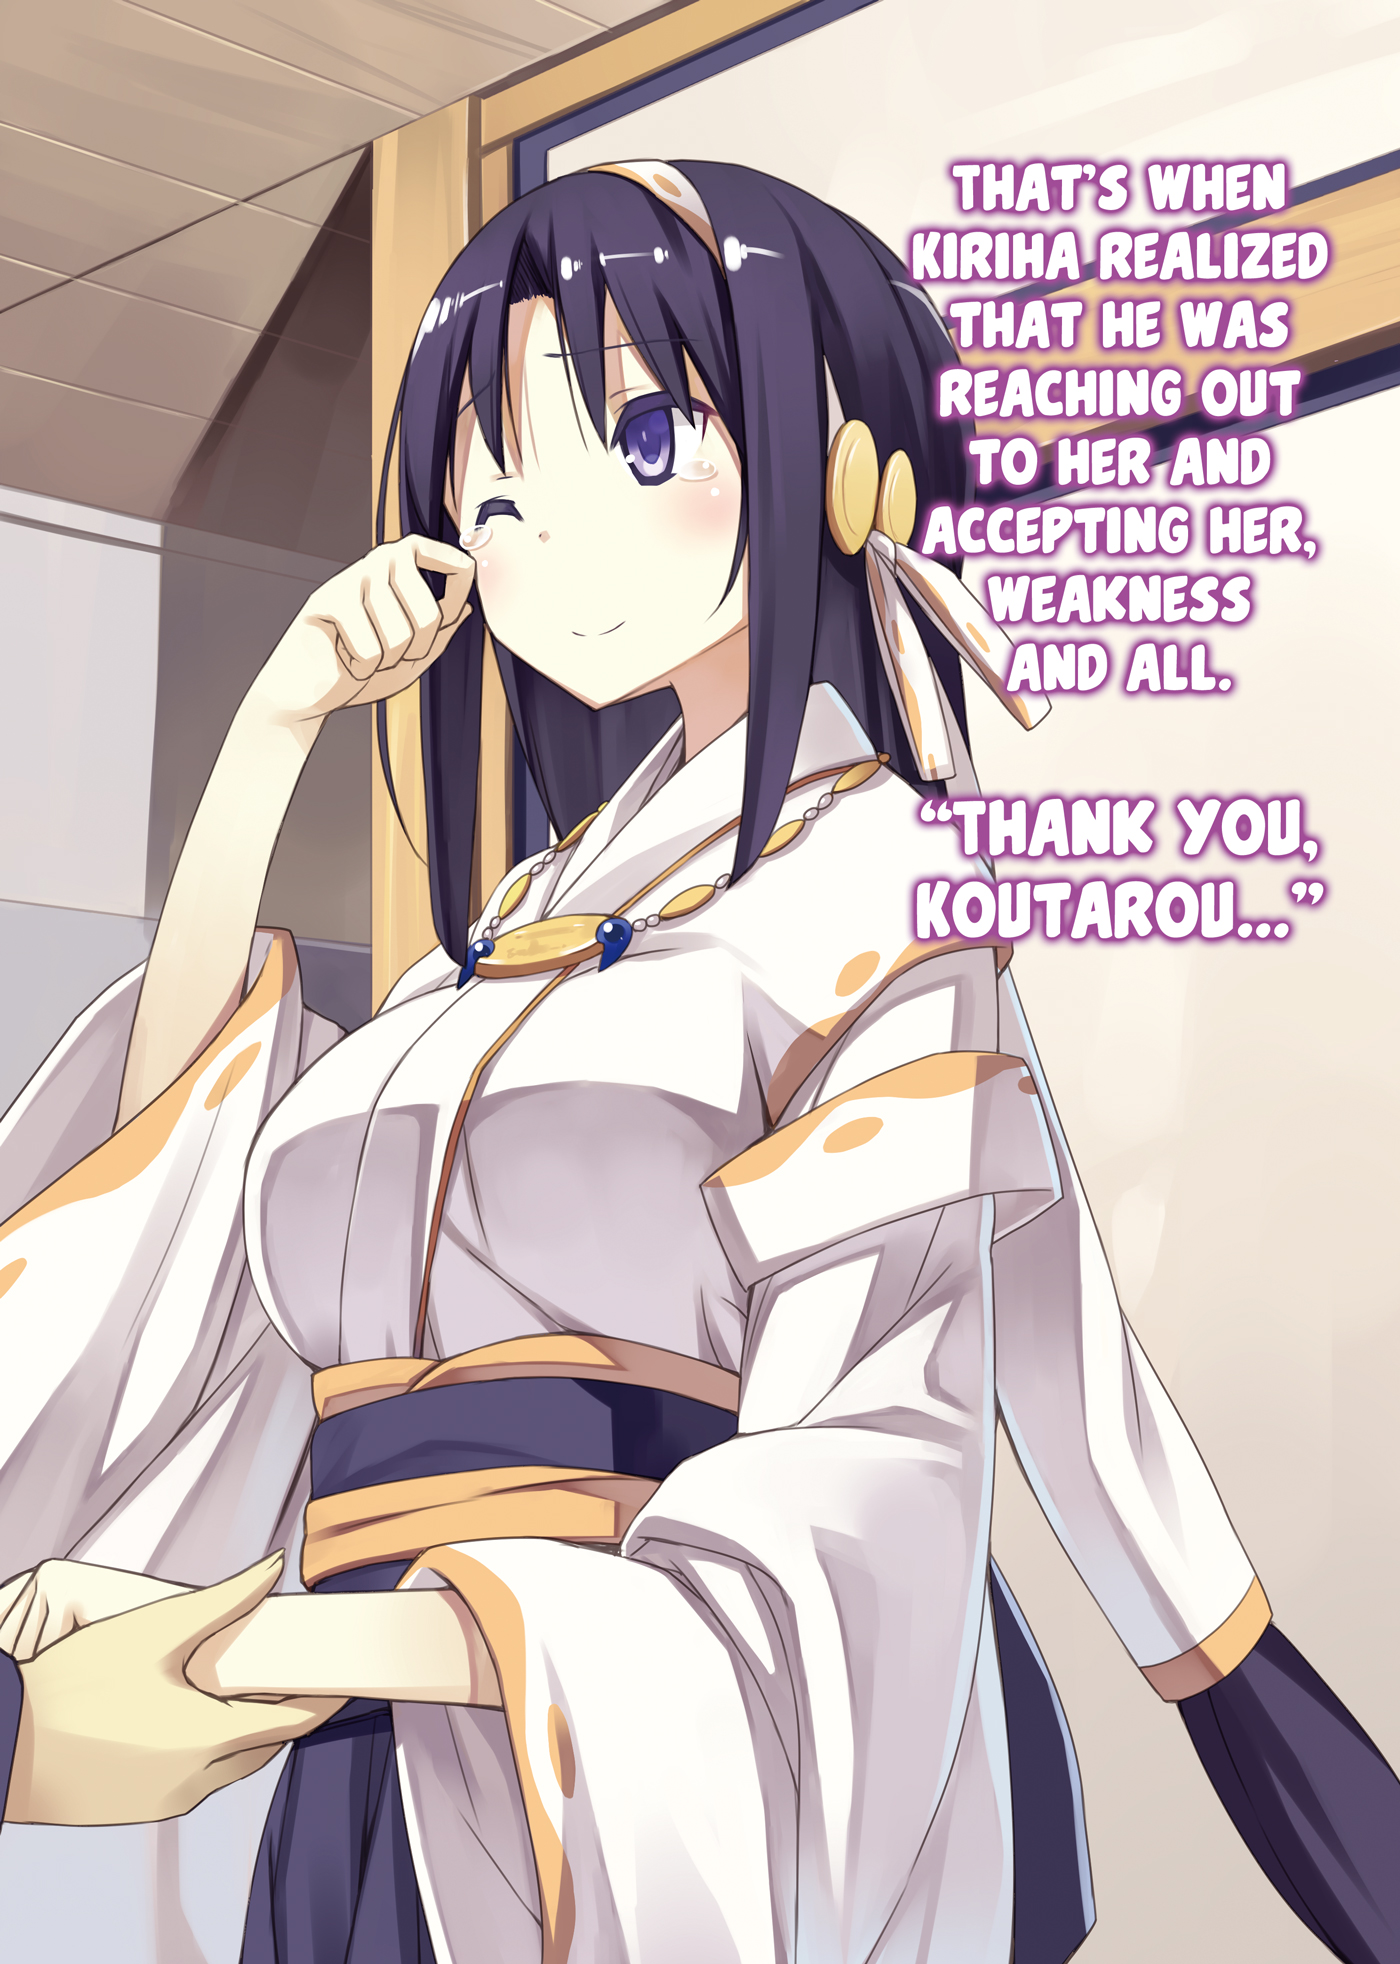 THAT'S WHEN
KIRIHA REALIZED
THAT HE WAS
REACHING OUT
TO HER AND
ACCEPTING HER,
WEAKNESS
AND ALL.
“THANK YOU,
KOUTAROU...”